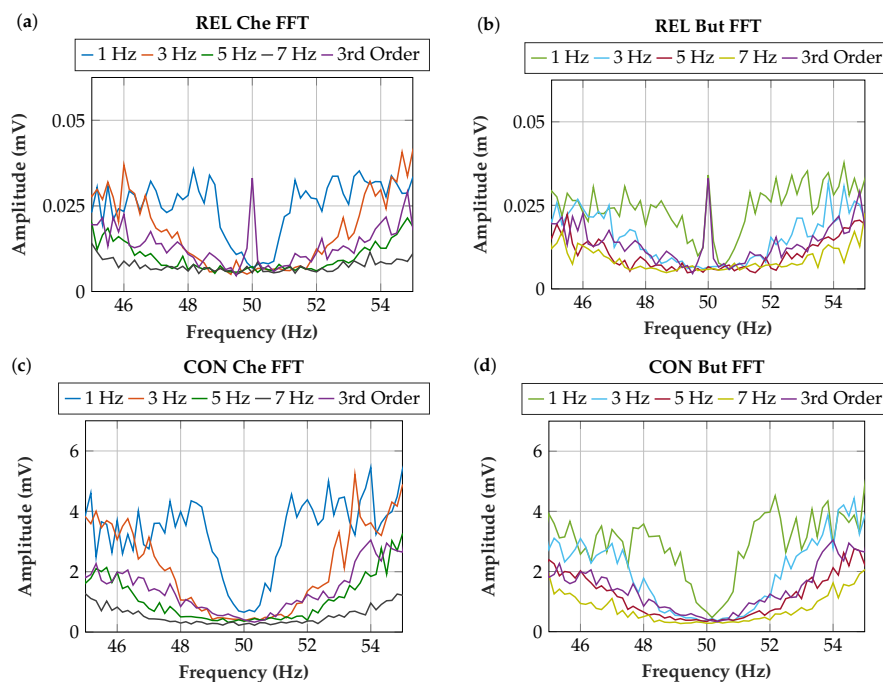 (a) REL Che FFT
1 Hz 3 Hz 5 Hz 7 Hz 3rd Order
0.05
0.025
0
Amplitude (mV)
46 48 50 52 54
Frequency (Hz)
(b) REL But FFT
1 Hz 3 Hz 5 Hz 7 Hz 3rd Order
0.05
0.025
0
Amplitude (mV)
46 48 50 52 54
Frequency (Hz)
(c) CON Che FFT
1 Hz 3 Hz 5 Hz 7 Hz 3rd Order
6
4
2
0
Amplitude (mV)
46 48 50 52 54
Frequency (Hz)
(d) CON But FFT
1 Hz 3 Hz 5 Hz 7 Hz 3rd Order
6
4
2
0
Amplitude (mV)
46 48 50 52 54
Frequency (Hz)